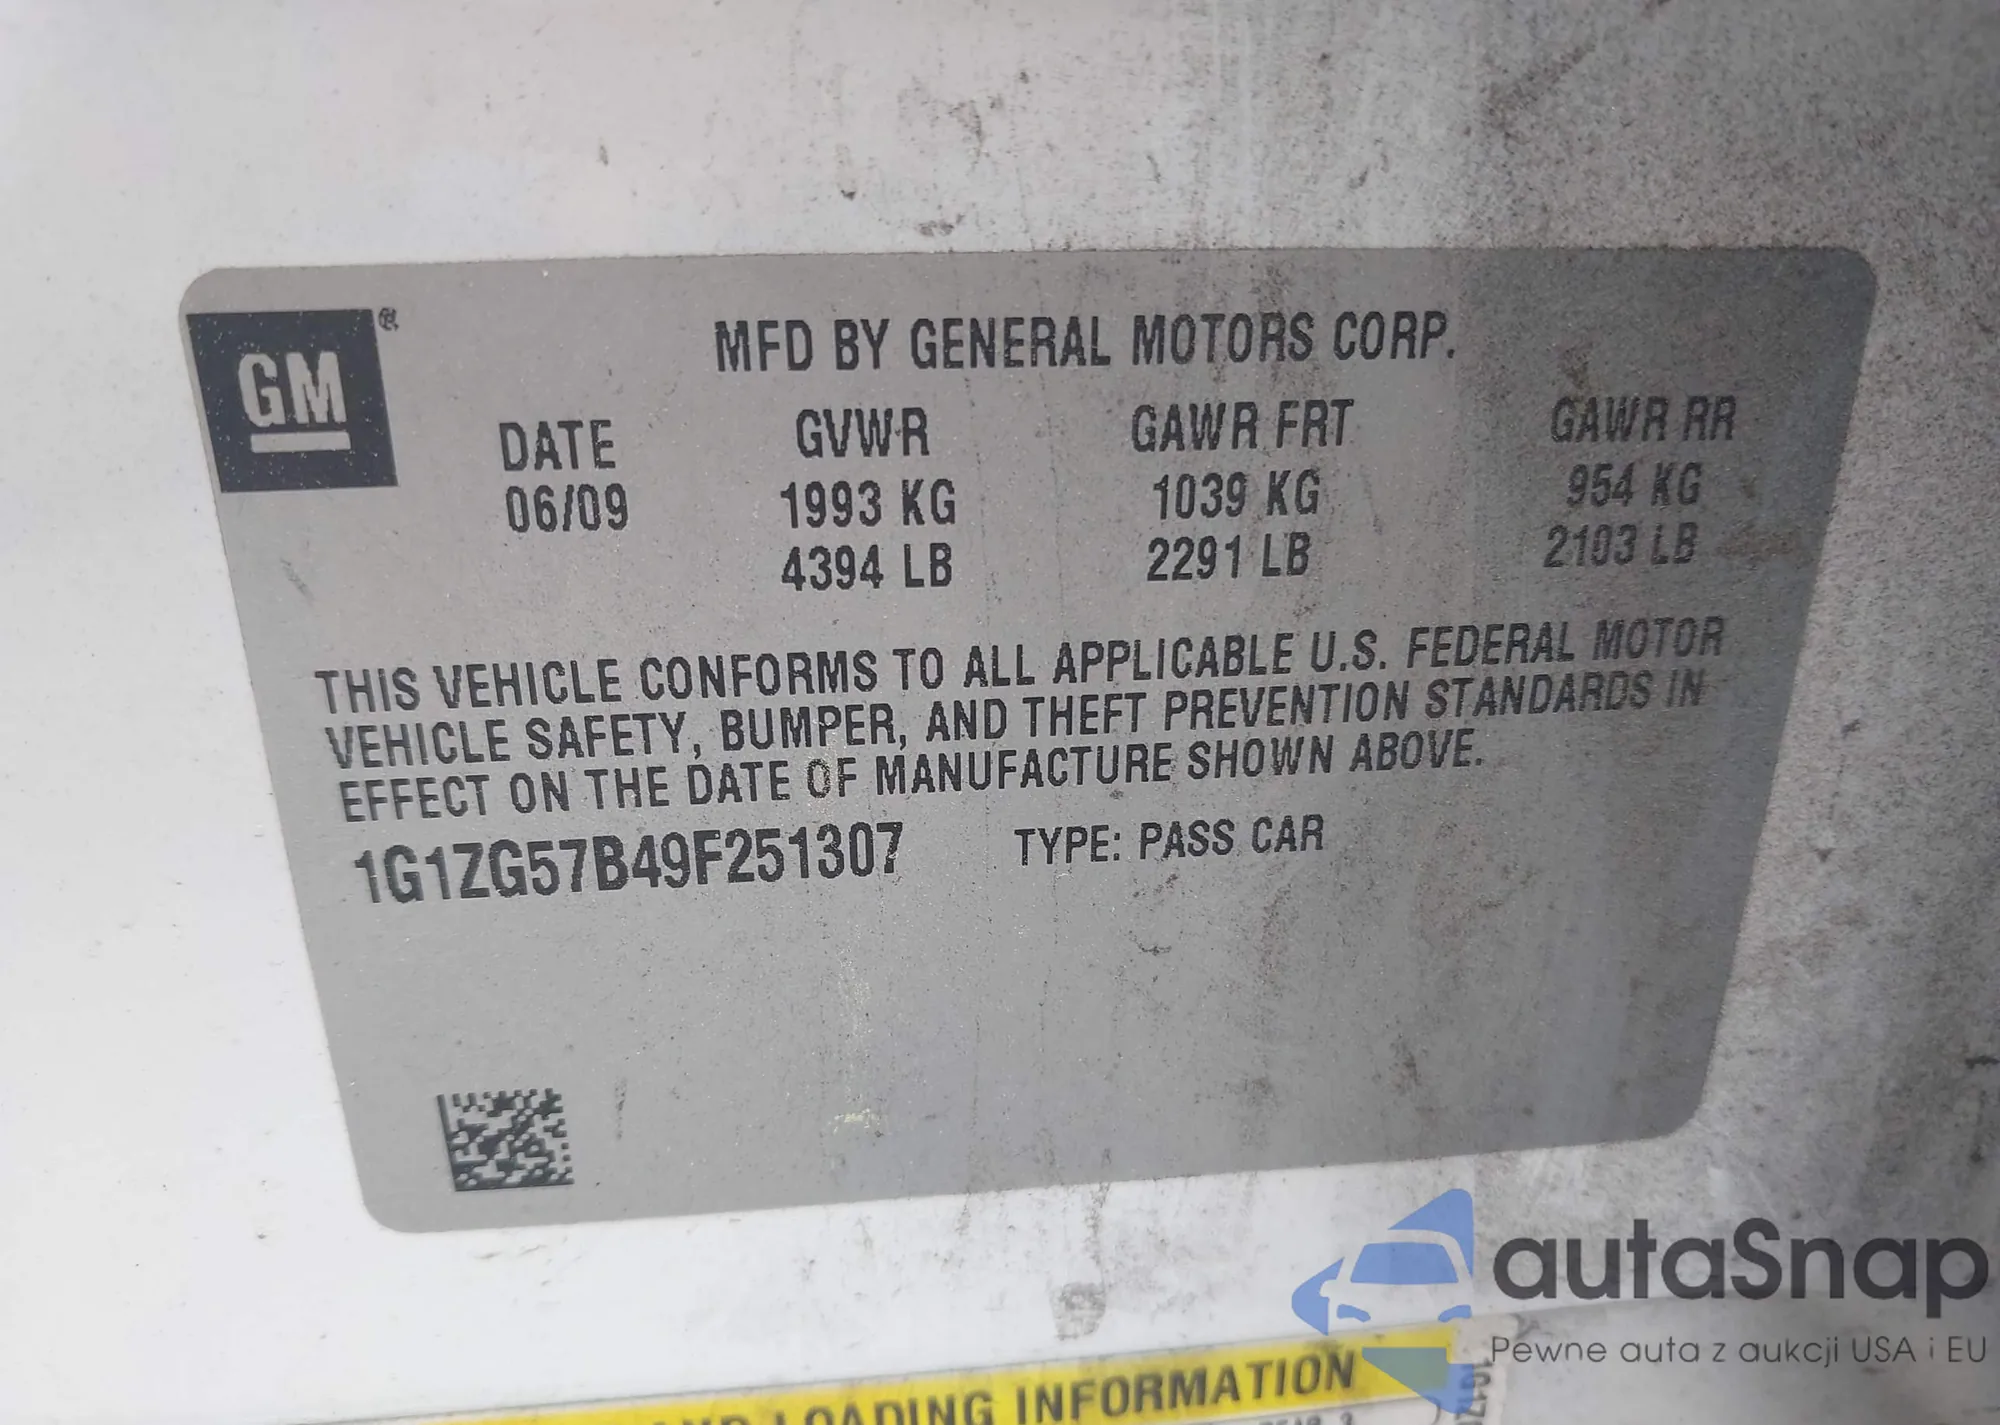 GM®
MFD BY GENERAL MOTORS CORP.
DATE GVWR GAWR FRT GAWR RR
06/09 1993 KG 1039 KG 954 KG
4394 LB 2291 LB 2103 LB
THIS VEHICLE CONFORMS TO ALL APPLICABLE U.S. FEDERAL MOTOR
VEHICLE SAFETY, BUMPER, AND THEFT PREVENTION STANDARDS IN
EFFECT ON THE DATE OF MANUFACTURE SHOWN ABOVE.
1G1ZG57B49F251307 TYPE: PASS CAR
autaSnap
Pewne auta z aukcji USA i EU
AND LOADING INFORMATION